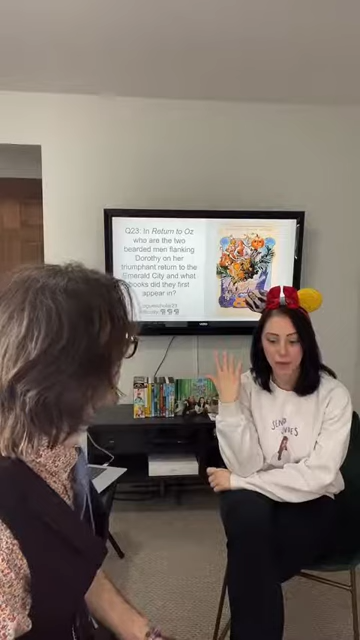 Q23: In Return to Oz
who are the two
bearded men flanking
Dorothy on her
triumphant return to the
Emerald City and what
books did they first
appear in?
SEND